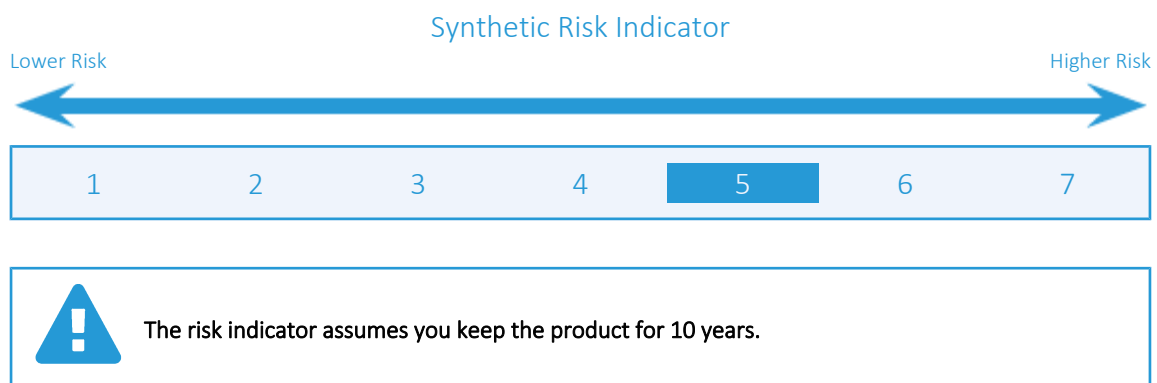 Synthetic Risk Indicator
Lower Risk Higher Risk
1 2 3 4 5 6 7
The risk indicator assumes you keep the product for 10 years.